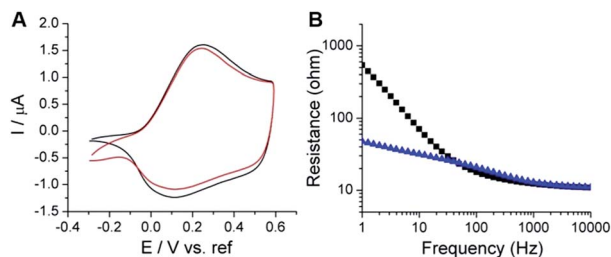 A
B
2.0
1.5
1.0
0.5
0.0
-0.5
-1.0
-1.5
I / μA
-0.4 -0.2 0.0 0.2 0.4 0.6
E / V vs. ref
Resistance (ohm)
1000
100
10
1 10 100 1000 10000
Frequency (Hz)